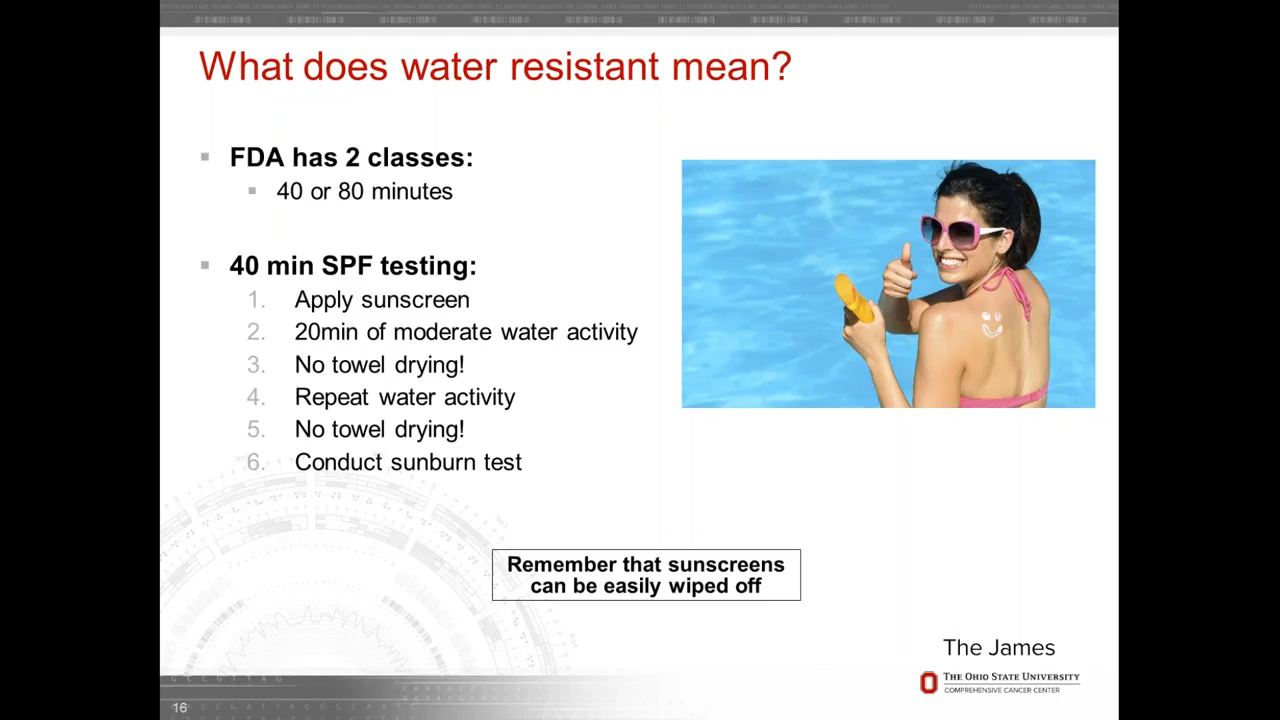 What does water resistant mean?
FDA has 2 classes:
40 or 80 minutes
40 min SPF testing:
1. Apply sunscreen
2. 20min of moderate water activity
3. No towel drying!
4. Repeat water activity
5. No towel drying!
6. Conduct sunburn test
Remember that sunscreens
can be easily wiped off
The James
THE OHIO STATE UNIVERSITY
COMPREHENSIVE CANCER CENTER
16